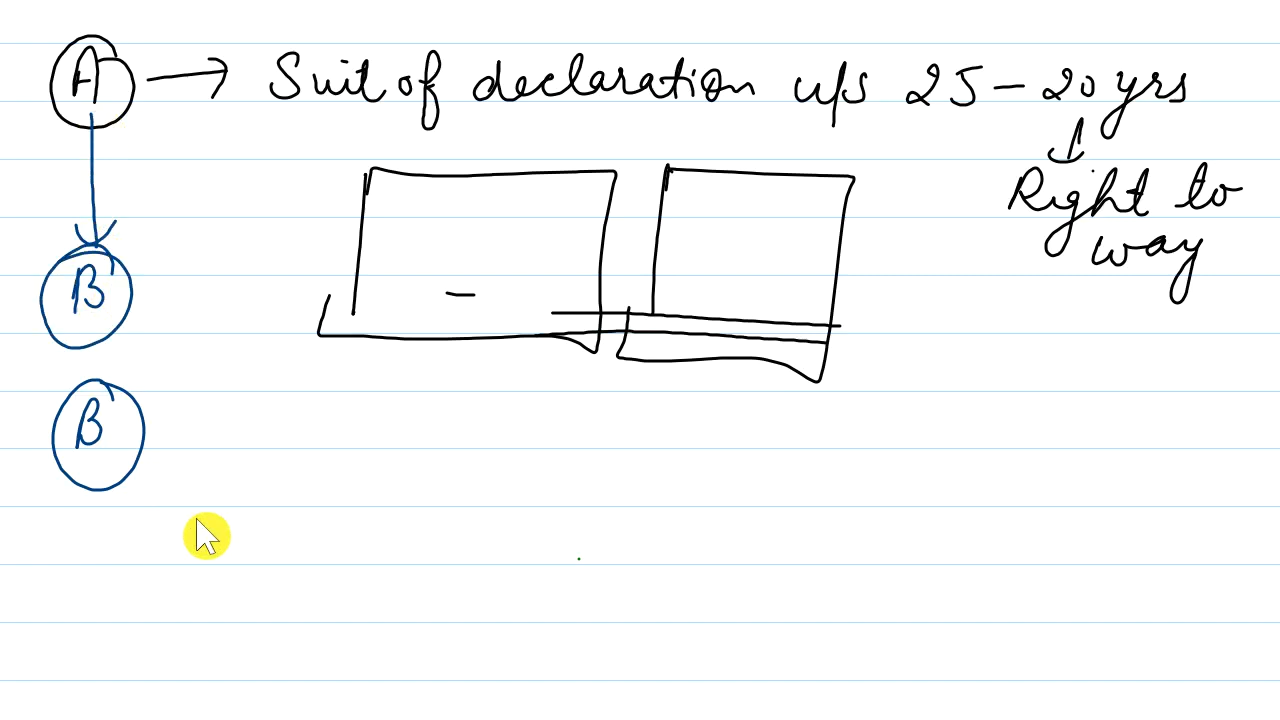 A → Suit of declaration u/s 25 - 20 yrs
Right to
way
B
B